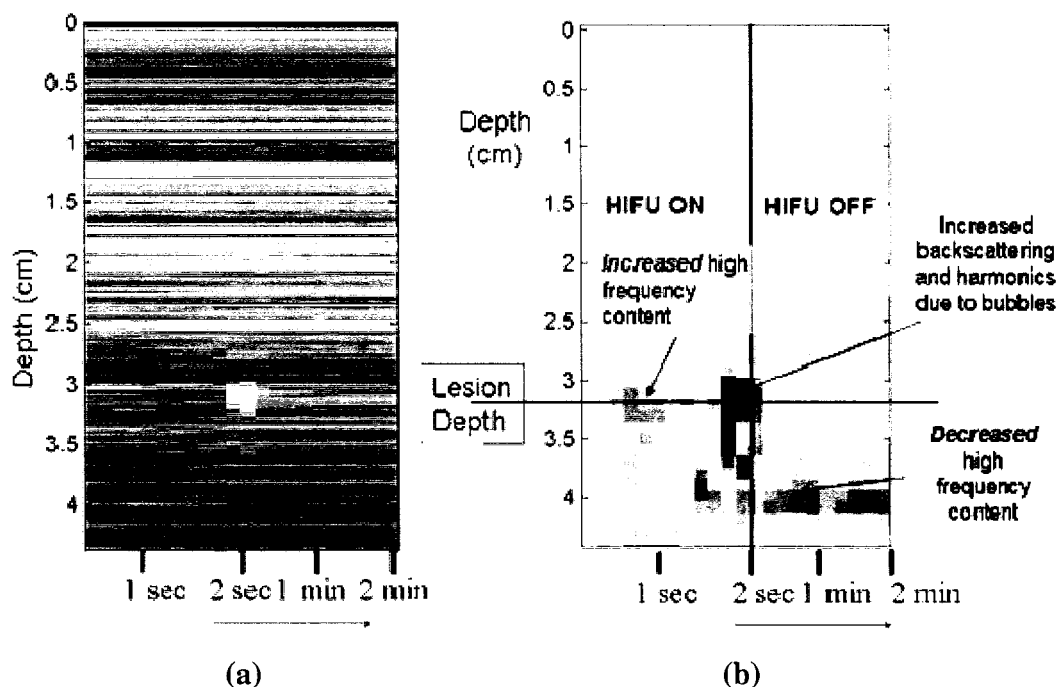 0
0.5
1
1.5
2
2.5
3
3.5
4
Depth (cm)
1 sec
2 sec
1 min
2 min
(a)
0
0.5
1
1.5
2
2.5
3
3.5
4
Depth
(cm)
HIFU ON
HIFU OFF
Increased high
frequency
content
Increased
backscattering
and harmonics
due to bubbles
Lesion
Depth
Decreased
high
frequency
content
1 sec
2 sec
1 min
2 min
(b)